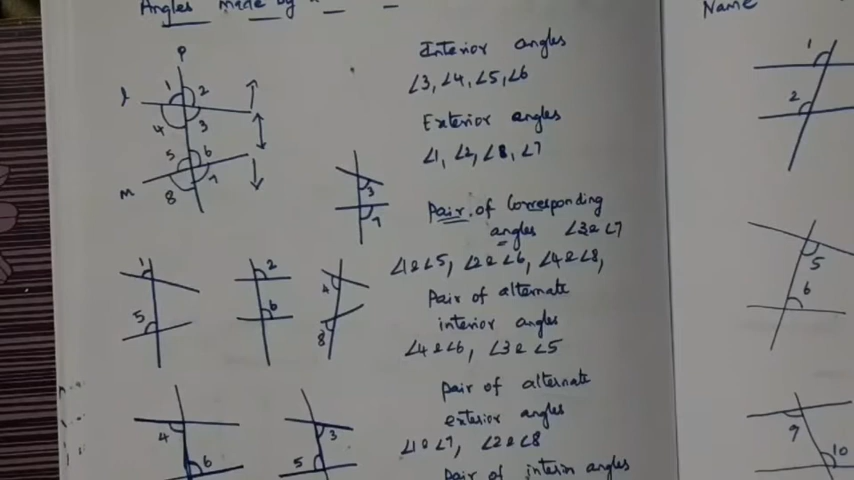 Angles made by
P
1 2
l
4 3
5 6
m
8 7
3
7
1
5
2
6
4
8
4
6
3
5
Interior angles
∠3, ∠4, ∠5, ∠6
Exterior angles
∠1, ∠2, ∠8, ∠7
Pair of Corresponding
angles ∠3&∠7
∠1&∠5, ∠2&∠6, ∠4&∠8,
Pair of alternate
interior angles
∠4&∠6, ∠3&∠5
Pair of alternate
exterior angles
∠1&∠7, ∠2&∠8
Pair of interior angles
Name
1
2
5
6
9
10